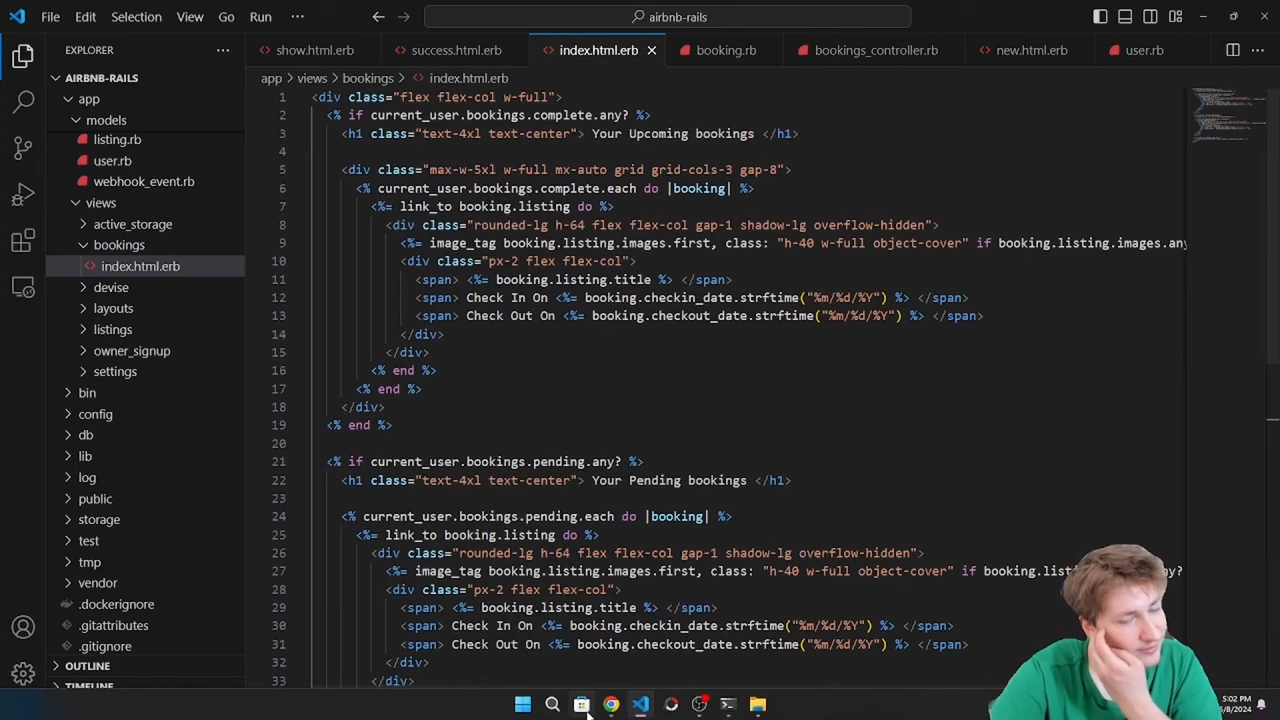 File Edit Selection View Go Run ··· airbnb-rails
EXPLORER ···
AIRBNB-RAILS
app
models
listing.rb
user.rb
webhook_event.rb
views
active_storage
bookings
index.html.erb
devise
layouts
listings
owner_signup
settings
bin
config
db
lib
log
public
storage
test
tmp
vendor
.dockerignore
.gitattributes
.gitignore
OUTLINE
TIMELINE
show.html.erb success.html.erb index.html.erb booking.rb bookings_controller.rb new.html.erb user.rb
app > views > bookings > index.html.erb
1 <div class="flex flex-col w-full">
2 <% if current_user.bookings.complete.any? %>
3 <h1 class="text-4xl text-center"> Your Upcoming bookings </h1>
4
5 <div class="max-w-5xl w-full mx-auto grid grid-cols-3 gap-8">
6 <% current_user.bookings.complete.each do |booking| %>
7 <%= link_to booking.listing do %>
8 <div class="rounded-lg h-64 flex flex-col gap-1 shadow-lg overflow-hidden">
9 <%= image_tag booking.listing.images.first, class: "h-40 w-full object-cover" if booking.listing.images.any
10 <div class="px-2 flex flex-col">
11 <span> <%= booking.listing.title %> </span>
12 <span> Check In On <%= booking.checkin_date.strftime("%m/%d/%Y") %> </span>
13 <span> Check Out On <%= booking.checkout_date.strftime("%m/%d/%Y") %> </span>
14 </div>
15 </div>
16 <% end %>
17 <% end %>
18 </div>
19 <% end %>
20
21 <% if current_user.bookings.pending.any? %>
22 <h1 class="text-4xl text-center"> Your Pending bookings </h1>
23
24 <% current_user.bookings.pending.each do |booking| %>
25 <%= link_to booking.listing do %>
26 <div class="rounded-lg h-64 flex flex-col gap-1 shadow-lg overflow-hidden">
27 <%= image_tag booking.listing.images.first, class: "h-40 w-full object-cover" if
28 <div class="px-2 flex flex-col">
29 <span> <%= booking.listing.title %> </span>
30 <span> Check In On <%= booking.checkin_date.strftime("%m/%d/%Y") %> </span>
31 <span> Check Out On <%= booking.checkout_date.strftime("%m/%d/%Y") %> </span>
32 </div>
33 </div>
5:02 PM
/8/2024